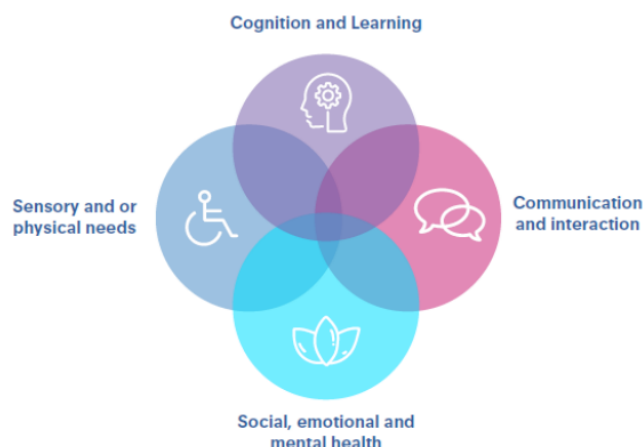 Cognition and Learning
Sensory and or
physical needs
Communication
and interaction
Social, emotional and
mental health